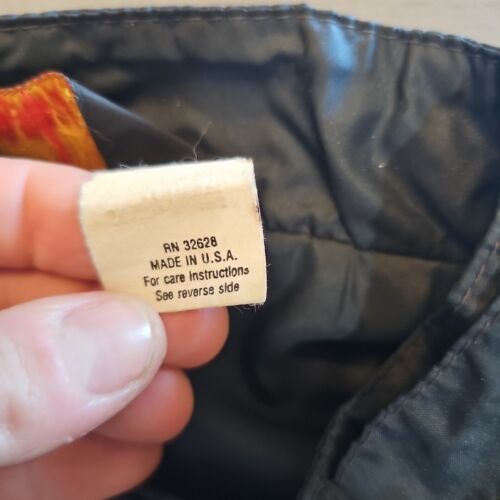 RN 32628
MADE IN U.S.A.
For care Instructions
See reverse side